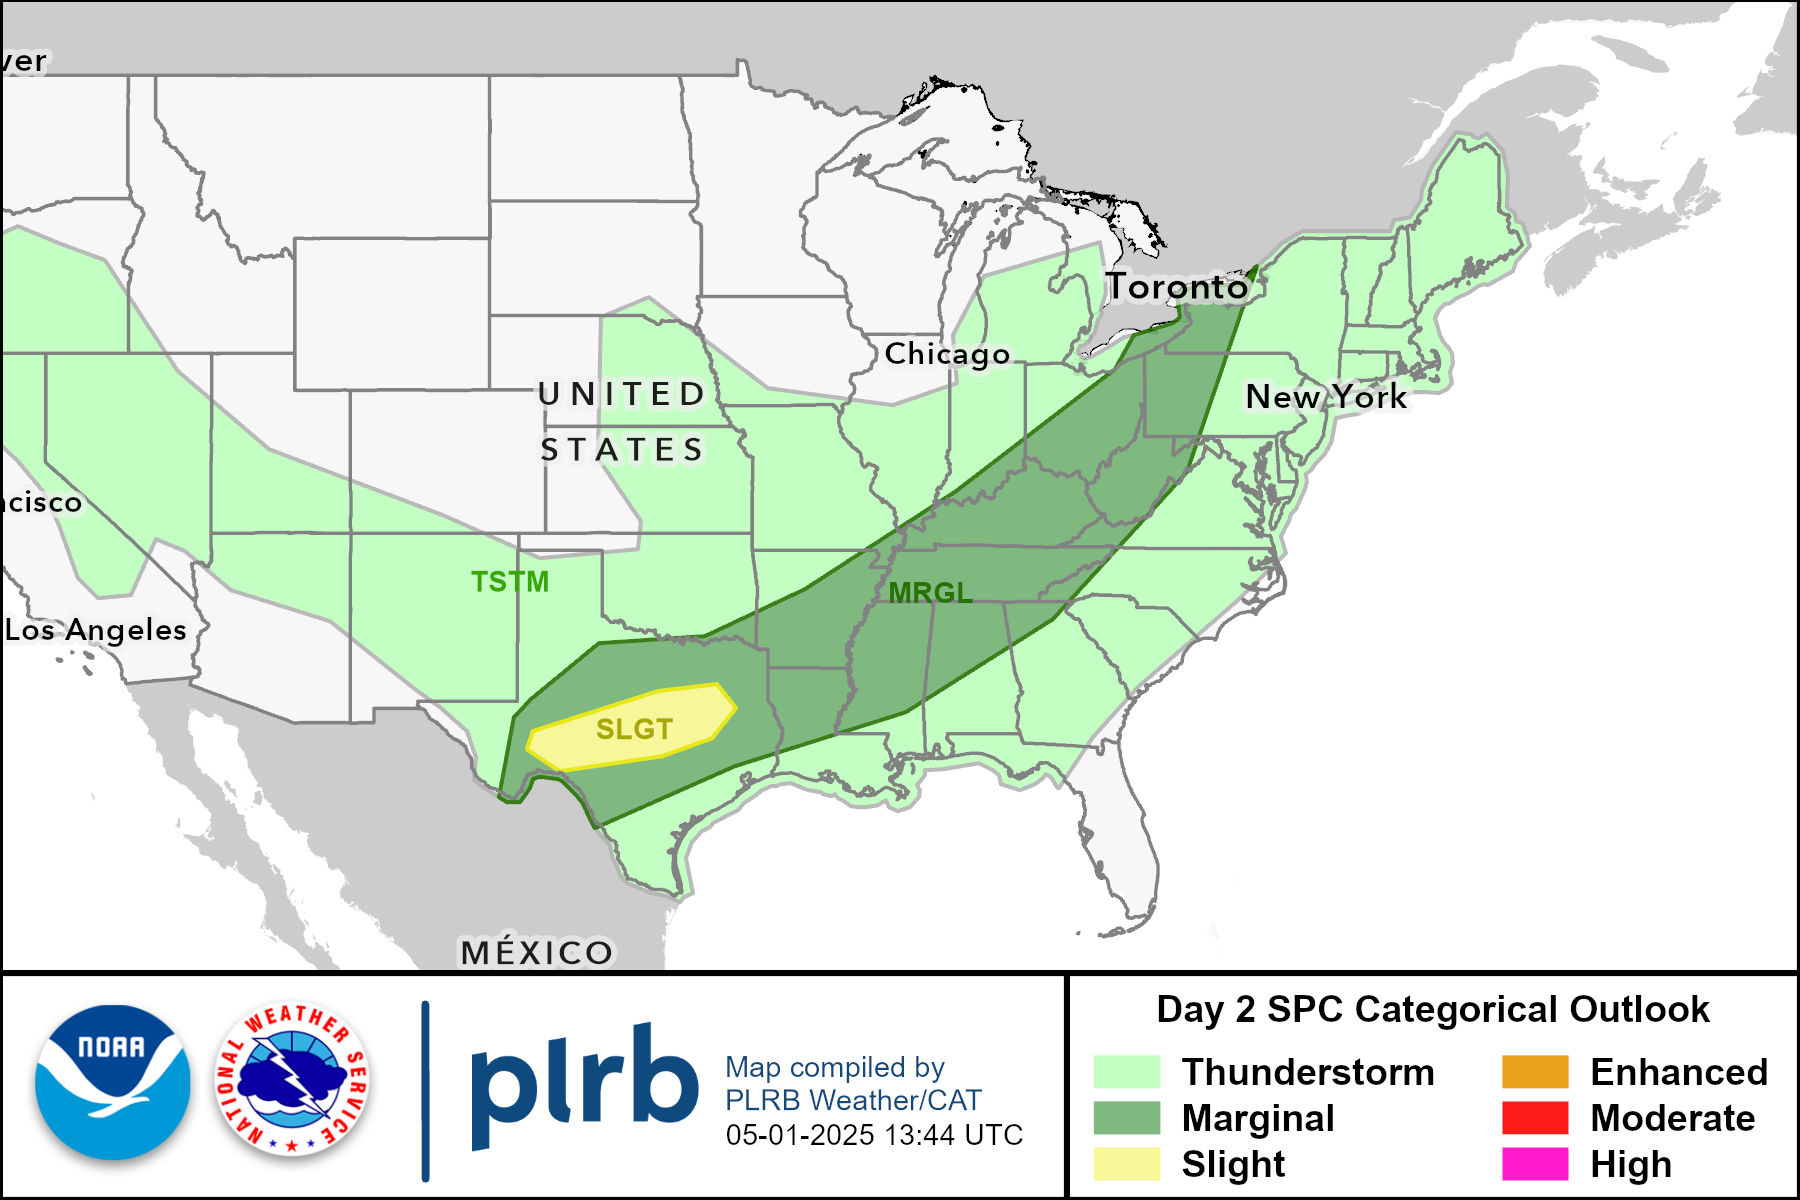 ver
Toronto
Chicago
UNITED
STATES
New York
ncisco
TSTM
MRGL
Los Angeles
SLGT
MÉXICO
NOAA
NATIONAL WEATHER SERVICE
plrb
Map compiled by
PLRB Weather/CAT
05-01-2025 13:44 UTC
Day 2 SPC Categorical Outlook
Thunderstorm
Marginal
Slight
Enhanced
Moderate
High